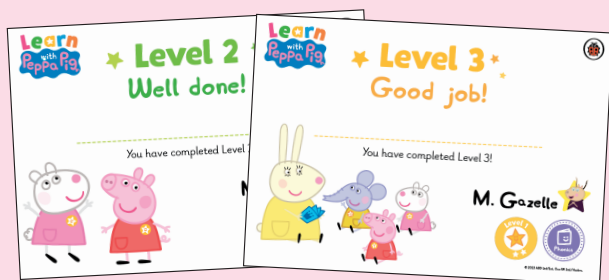 Learn
with
Peppa Pig
Level 2
Well done!
You have completed Level
M
Learn
with
Peppa Pig
Level 3
Good job!
You have completed Level 3!
M. Gazelle
Level 1
Phonics